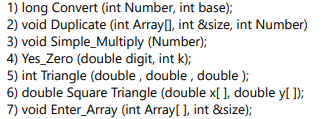 1) long Convert (int Number, int base);
2) void Duplicate (int Array[], int &size, int Number)
3) void Simple_Multiply (Number);
4) Yes_Zero (double digit, int k);
5) int Triangle (double , double , double );
6) double Square Triangle (double x[ ], double y[ ]);
7) void Enter_Array (int Array[ ], int &size);